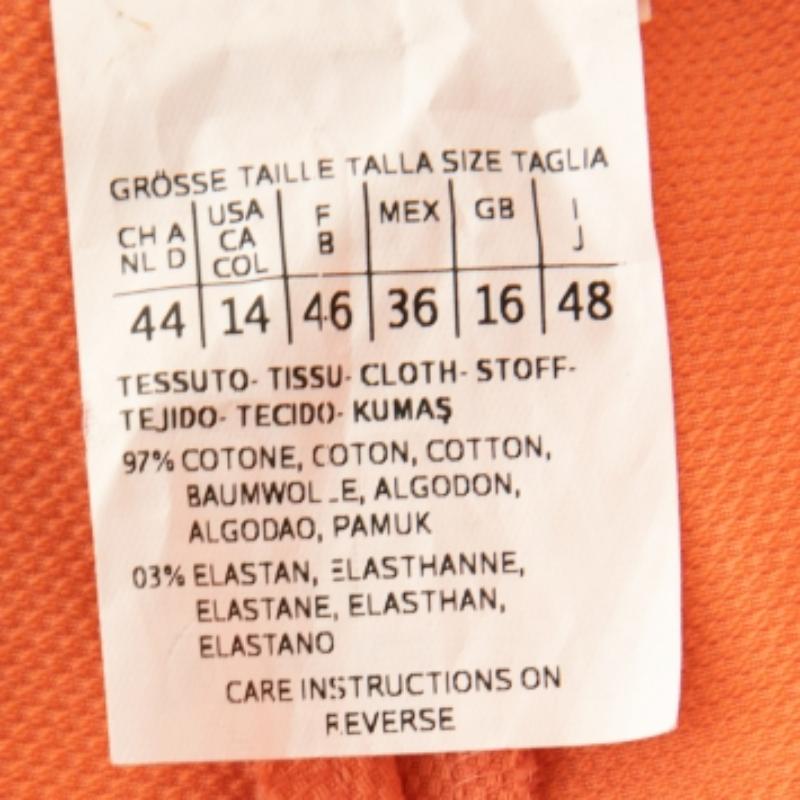 GRÖSSE TAILLE TALLA SIZE TAGLIA
CH A NL D | USA CA COL | F B | MEX | GB | I J
44 | 14 | 46 | 36 | 16 | 48
TESSUTO- TISSU- CLOTH- STOFF-
TEJIDO- TECIDO- KUMAŞ
97% COTONE, COTON, COTTON,
BAUMWOLLE, ALGODON,
ALGODAO, PAMUK
03% ELASTAN, ELASTHANNE,
ELASTANE, ELASTHAN,
ELASTANO
CARE INSTRUCTIONS ON
REVERSE